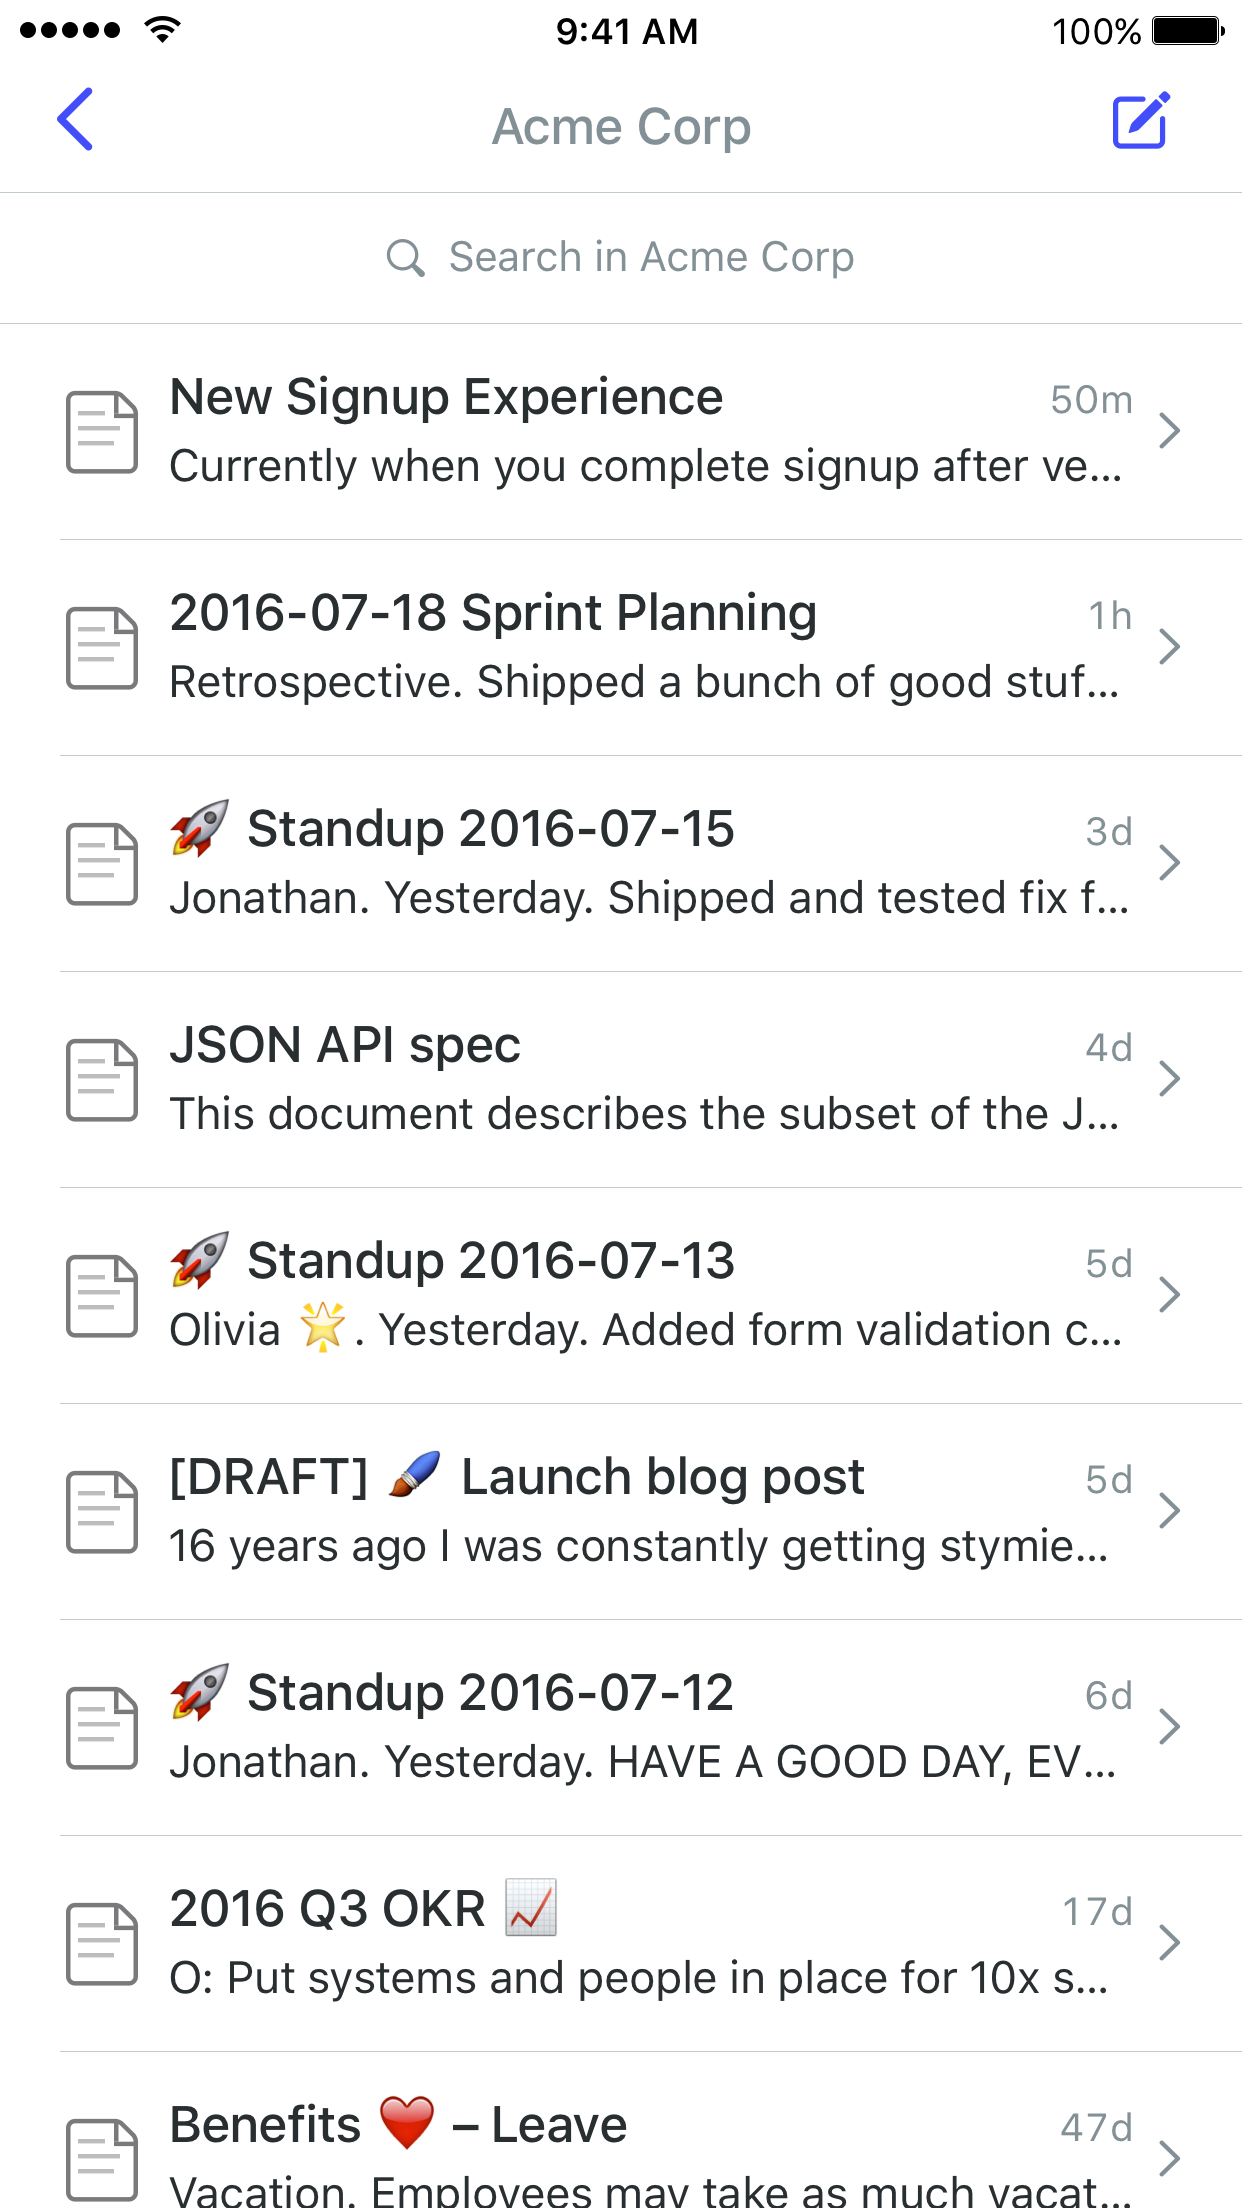 9:41 AM 100%
Acme Corp
Search in Acme Corp
New Signup Experience 50m
Currently when you complete signup after ve...
2016-07-18 Sprint Planning 1h
Retrospective. Shipped a bunch of good stuf...
🚀 Standup 2016-07-15 3d
Jonathan. Yesterday. Shipped and tested fix f...
JSON API spec 4d
This document describes the subset of the J...
🚀 Standup 2016-07-13 5d
Olivia 🌟. Yesterday. Added form validation c...
[DRAFT] 🖌 Launch blog post 5d
16 years ago I was constantly getting stymie...
🚀 Standup 2016-07-12 6d
Jonathan. Yesterday. HAVE A GOOD DAY, EV...
2016 Q3 OKR 📈 17d
O: Put systems and people in place for 10x s...
Benefits ❤️ – Leave 47d
Vacation. Employees may take as much vacat...